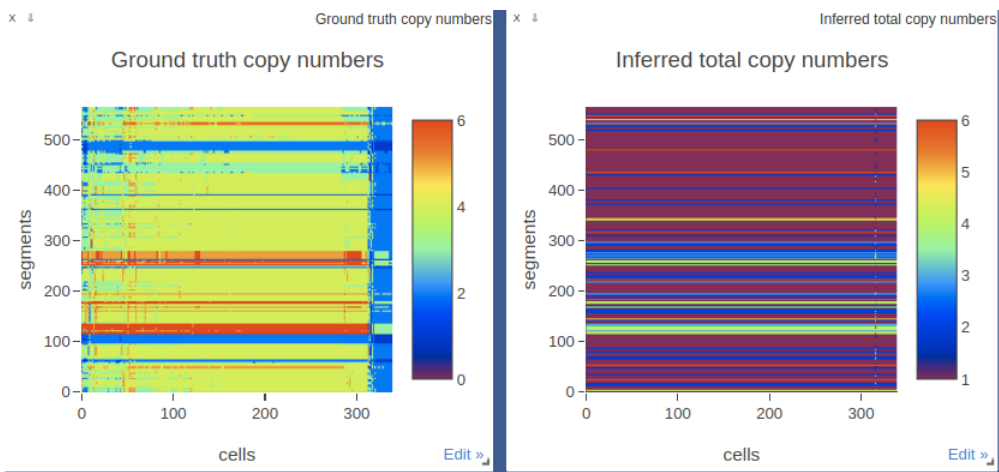 x ⇓ Ground truth copy numbers
Ground truth copy numbers
6
4
2
0
500
400
300
200
100
0
segments
0 100 200 300
cells
Edit »
x ⇓ Inferred total copy numbers
Inferred total copy numbers
6
5
4
3
2
1
500
400
300
200
100
0
segments
0 100 200 300
cells
Edit »